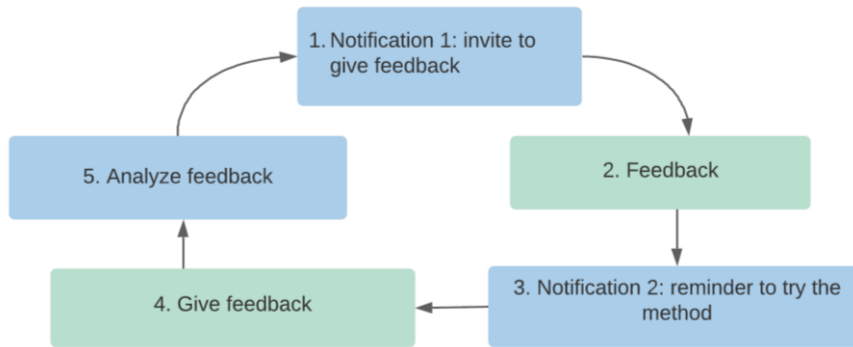 1. Notification 1: invite to
give feedback
2. Feedback
3. Notification 2: reminder to try the
method
4. Give feedback
5. Analyze feedback